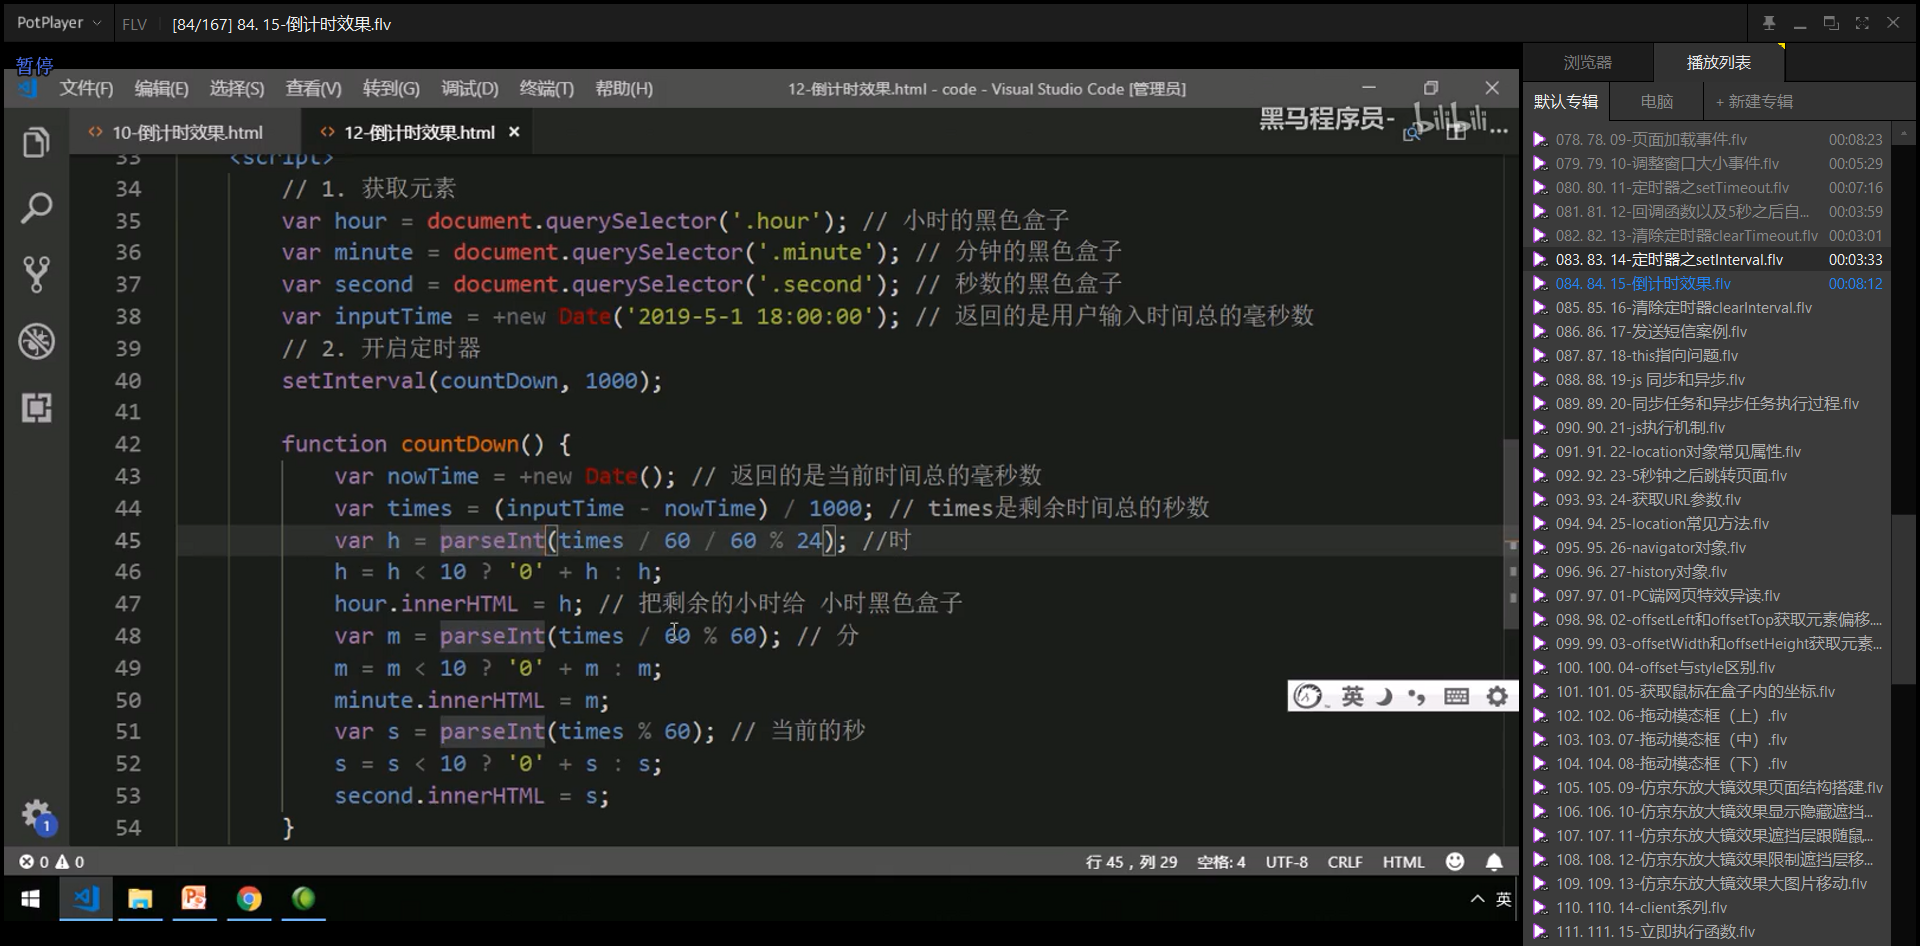 PotPlayer
FLV
[84/167] 84. 15-倒计时效果.flv
暂停
文件(F) 编辑(E) 选择(S) 查看(V) 转到(G) 调试(D) 终端(T) 帮助(H)
12-倒计时效果.html - code - Visual Studio Code [管理员]
10-倒计时效果.html
12-倒计时效果.html
黑马程序员-
bilibili
33 <script>
34 // 1. 获取元素
35 var hour = document.querySelector('.hour'); // 小时的黑色盒子
36 var minute = document.querySelector('.minute'); // 分钟的黑色盒子
37 var second = document.querySelector('.second'); // 秒数的黑色盒子
38 var inputTime = +new Date('2019-5-1 18:00:00'); // 返回的是用户输入时间总的毫秒数
39 // 2. 开启定时器
40 setInterval(countDown, 1000);
41
42 function countDown() {
43 var nowTime = +new Date(); // 返回的是当前时间总的毫秒数
44 var times = (inputTime - nowTime) / 1000; // times是剩余时间总的秒数
45 var h = parseInt(times / 60 / 60 % 24); //时
46 h = h < 10 ? '0' + h : h;
47 hour.innerHTML = h; // 把剩余的小时给 小时黑色盒子
48 var m = parseInt(times / 60 % 60); // 分
49 m = m < 10 ? '0' + m : m;
50 minute.innerHTML = m;
51 var s = parseInt(times % 60); // 当前的秒
52 s = s < 10 ? '0' + s : s;
53 second.innerHTML = s;
54 }
英
1
0 0
行 45，列 29 空格: 4 UTF-8 CRLF HTML
英
浏览器 播放列表
默认专辑 电脑 + 新建专辑
078. 78. 09-页面加载事件.flv 00:08:23
079. 79. 10-调整窗口大小事件.flv 00:05:29
080. 80. 11-定时器之setTimeout.flv 00:07:16
081. 81. 12-回调函数以及5秒之后自... 00:03:59
082. 82. 13-清除定时器clearTimeout.flv 00:03:01
083. 83. 14-定时器之setInterval.flv 00:03:33
084. 84. 15-倒计时效果.flv 00:08:12
085. 85. 16-清除定时器clearInterval.flv
086. 86. 17-发送短信案例.flv
087. 87. 18-this指向问题.flv
088. 88. 19-js 同步和异步.flv
089. 89. 20-同步任务和异步任务执行过程.flv
090. 90. 21-js执行机制.flv
091. 91. 22-location对象常见属性.flv
092. 92. 23-5秒钟之后跳转页面.flv
093. 93. 24-获取URL参数.flv
094. 94. 25-location常见方法.flv
095. 95. 26-navigator对象.flv
096. 96. 27-history对象.flv
097. 97. 01-PC端网页特效导读.flv
098. 98. 02-offsetLeft和offsetTop获取元素偏移....
099. 99. 03-offsetWidth和offsetHeight获取元素...
100. 100. 04-offset与style区别.flv
101. 101. 05-获取鼠标在盒子内的坐标.flv
102. 102. 06-拖动模态框（上）.flv
103. 103. 07-拖动模态框（中）.flv
104. 104. 08-拖动模态框（下）.flv
105. 105. 09-仿京东放大镜效果页面结构搭建.flv
106. 106. 10-仿京东放大镜效果显示隐藏遮挡...
107. 107. 11-仿京东放大镜效果遮挡层跟随鼠...
108. 108. 12-仿京东放大镜效果限制遮挡层移...
109. 109. 13-仿京东放大镜效果大图片移动.flv
110. 110. 14-client系列.flv
111. 111. 15-立即执行函数.flv